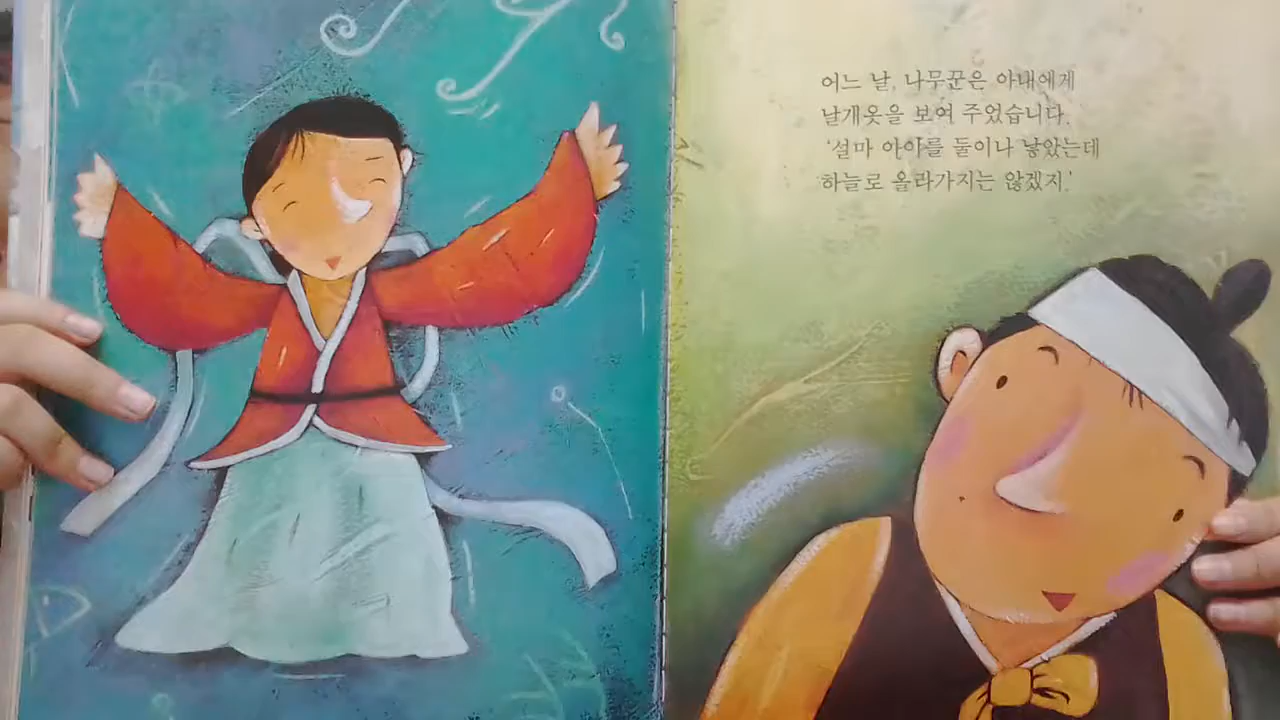 어느 날, 나무꾼은 아내에게
날개옷을 보여 주었습니다.
'설마 아이를 둘이나 낳았는데
하늘로 올라가지는 않겠지.'